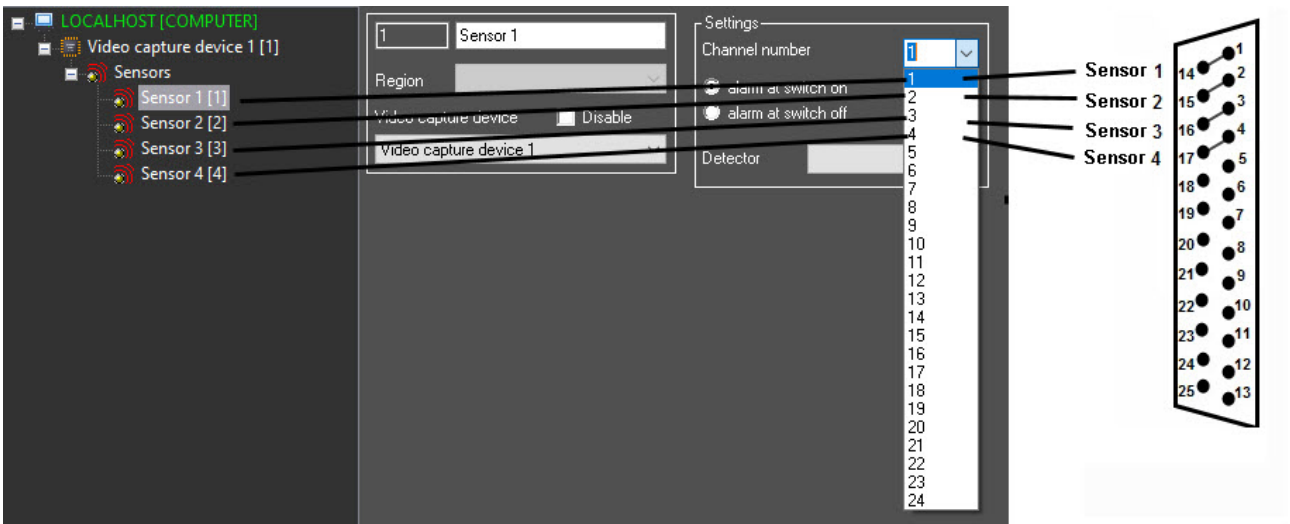 LOCALHOST [COMPUTER]
Video capture device 1 [1]
Sensors
Sensor 1 [1]
Sensor 2 [2]
Sensor 3 [3]
Sensor 4 [4]
1
Sensor 1
Region
Video capture device
Disable
Video capture device 1
Settings
Channel number
1
alarm at switch on
alarm at switch off
Detector
1
2
3
4
5
6
7
8
9
10
11
12
13
14
15
16
17
18
19
20
21
22
23
24
Sensor 1
Sensor 2
Sensor 3
Sensor 4
1
14
2
15
3
16
4
17
5
18
6
19
7
20
8
21
9
22
10
23
11
24
12
25
13